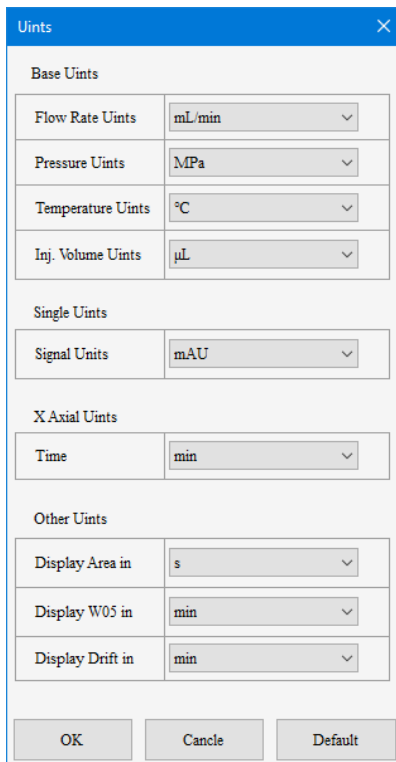 Uints
Base Uints
Flow Rate Uints mL/min
Pressure Uints MPa
Temperature Uints °C
Inj. Volume Uints µL
Single Uints
Signal Units mAU
X Axial Uints
Time min
Other Uints
Display Area in s
Display W05 in min
Display Drift in min
OK Cancle Default